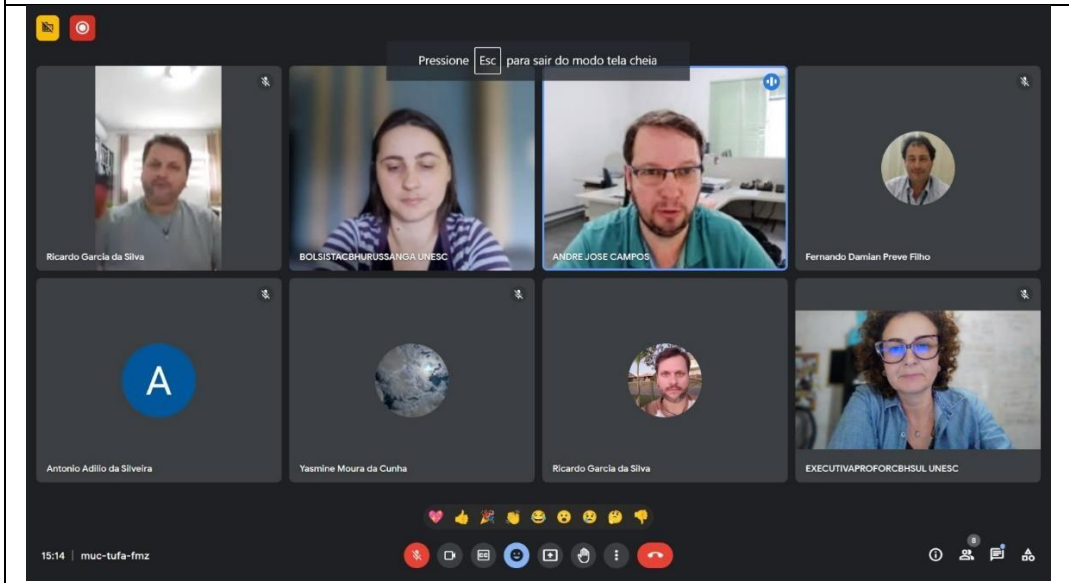 Pressione Esc para sair do modo tela cheia
Ricardo Garcia da Silva
BOLSISTACBHURUSSANGA UNESC
ANDRE JOSE CAMPOS
Fernando Damian Preve Filho
A
Antonio Adílio da Silveira
Yasmine Moura da Cunha
Ricardo Garcia da Silva
EXECUTIVAPROFORCBHSUL UNESC
8
15:14 | muc-tufa-fmz
CC